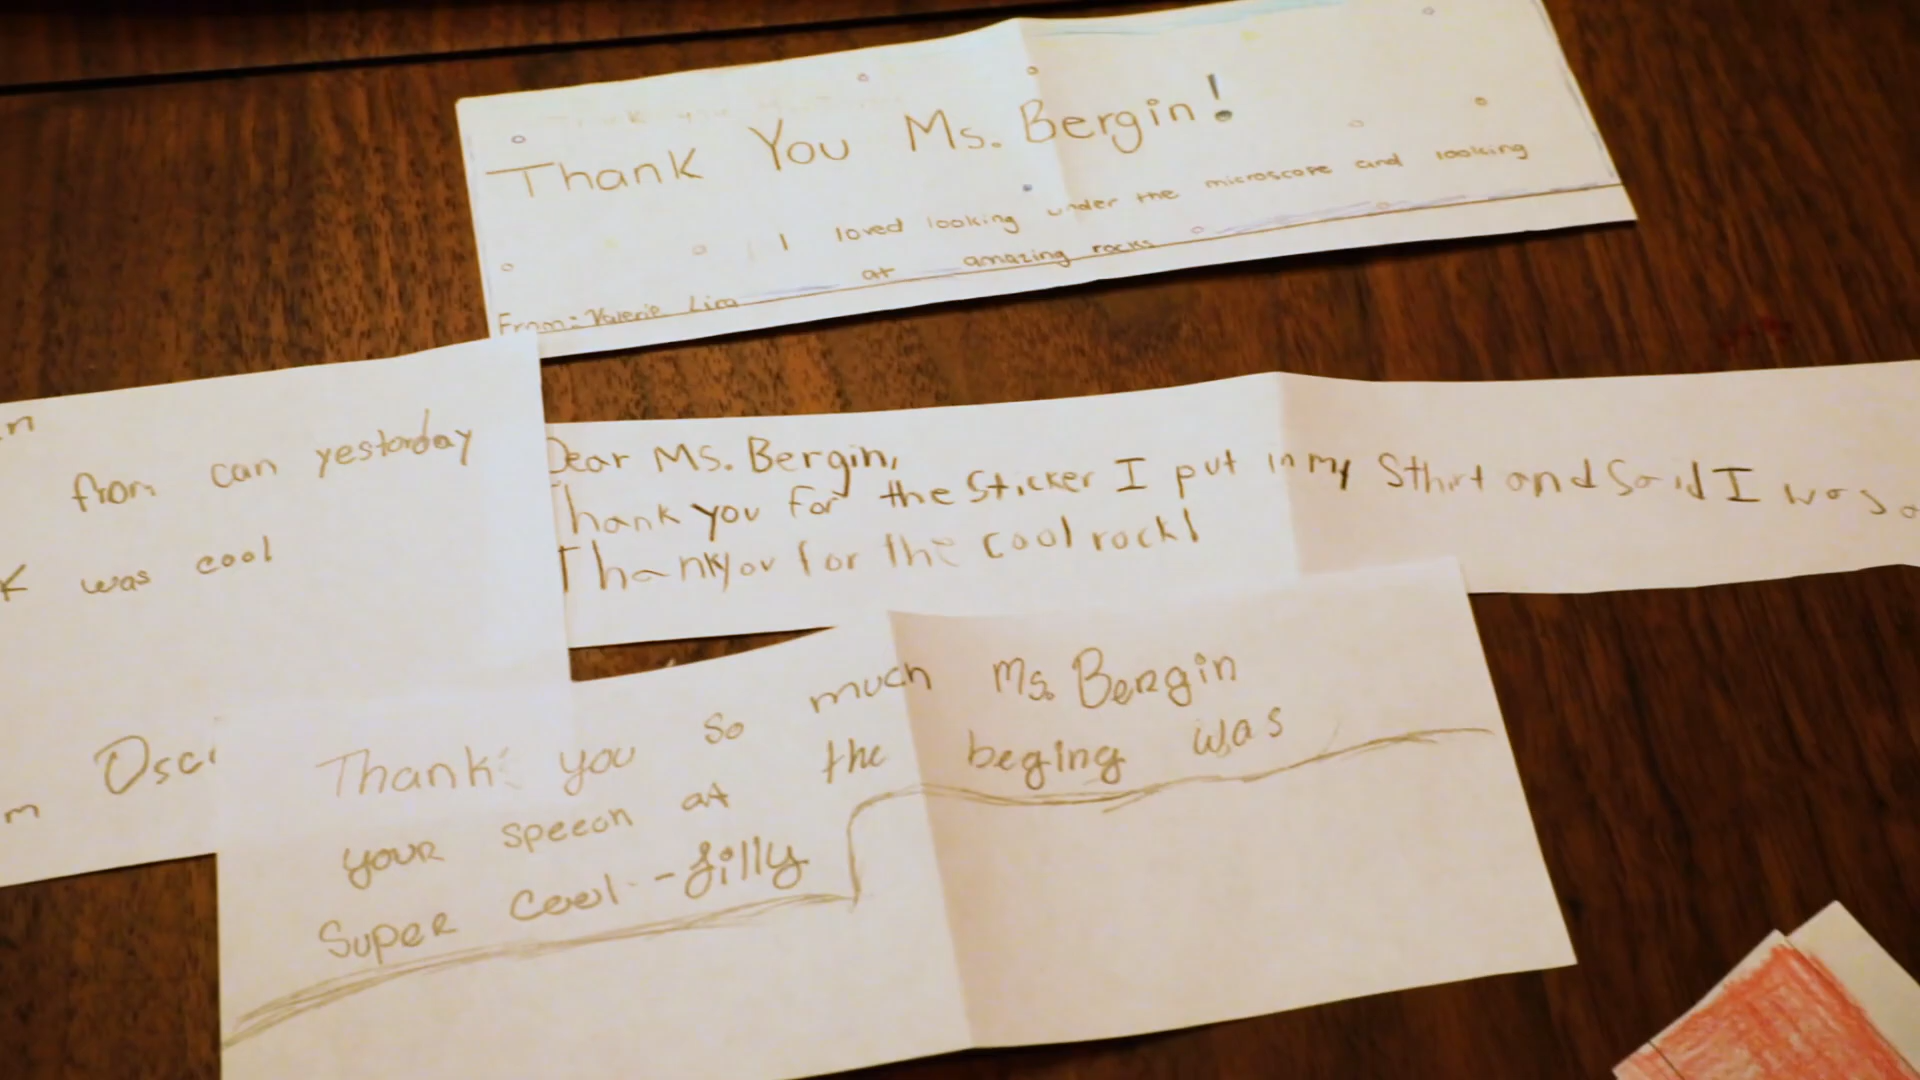 Thank You Ms. Bergin!
I loved looking under the microscope and looking
at amazing rocks
From: Valerie Lira
from can yestorday
was cool
Dear Ms. Bergin,
Thank you for the Sticker I put in my Sthirt and Said I was a
Thank you for the cool rock!
Thank you so much Ms. Bergin
your speech at the beging was
Super Cool -Jilly